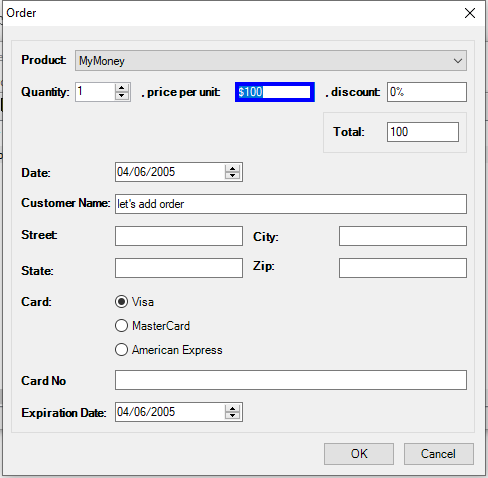 Order
Product: MyMoney
Quantity: 1 , price per unit: $100 , discount: 0%
Total: 100
Date: 04/06/2005
Customer Name: let's add order
Street: City:
State: Zip:
Card: Visa
MasterCard
American Express
Card No
Expiration Date: 04/06/2005
OK Cancel